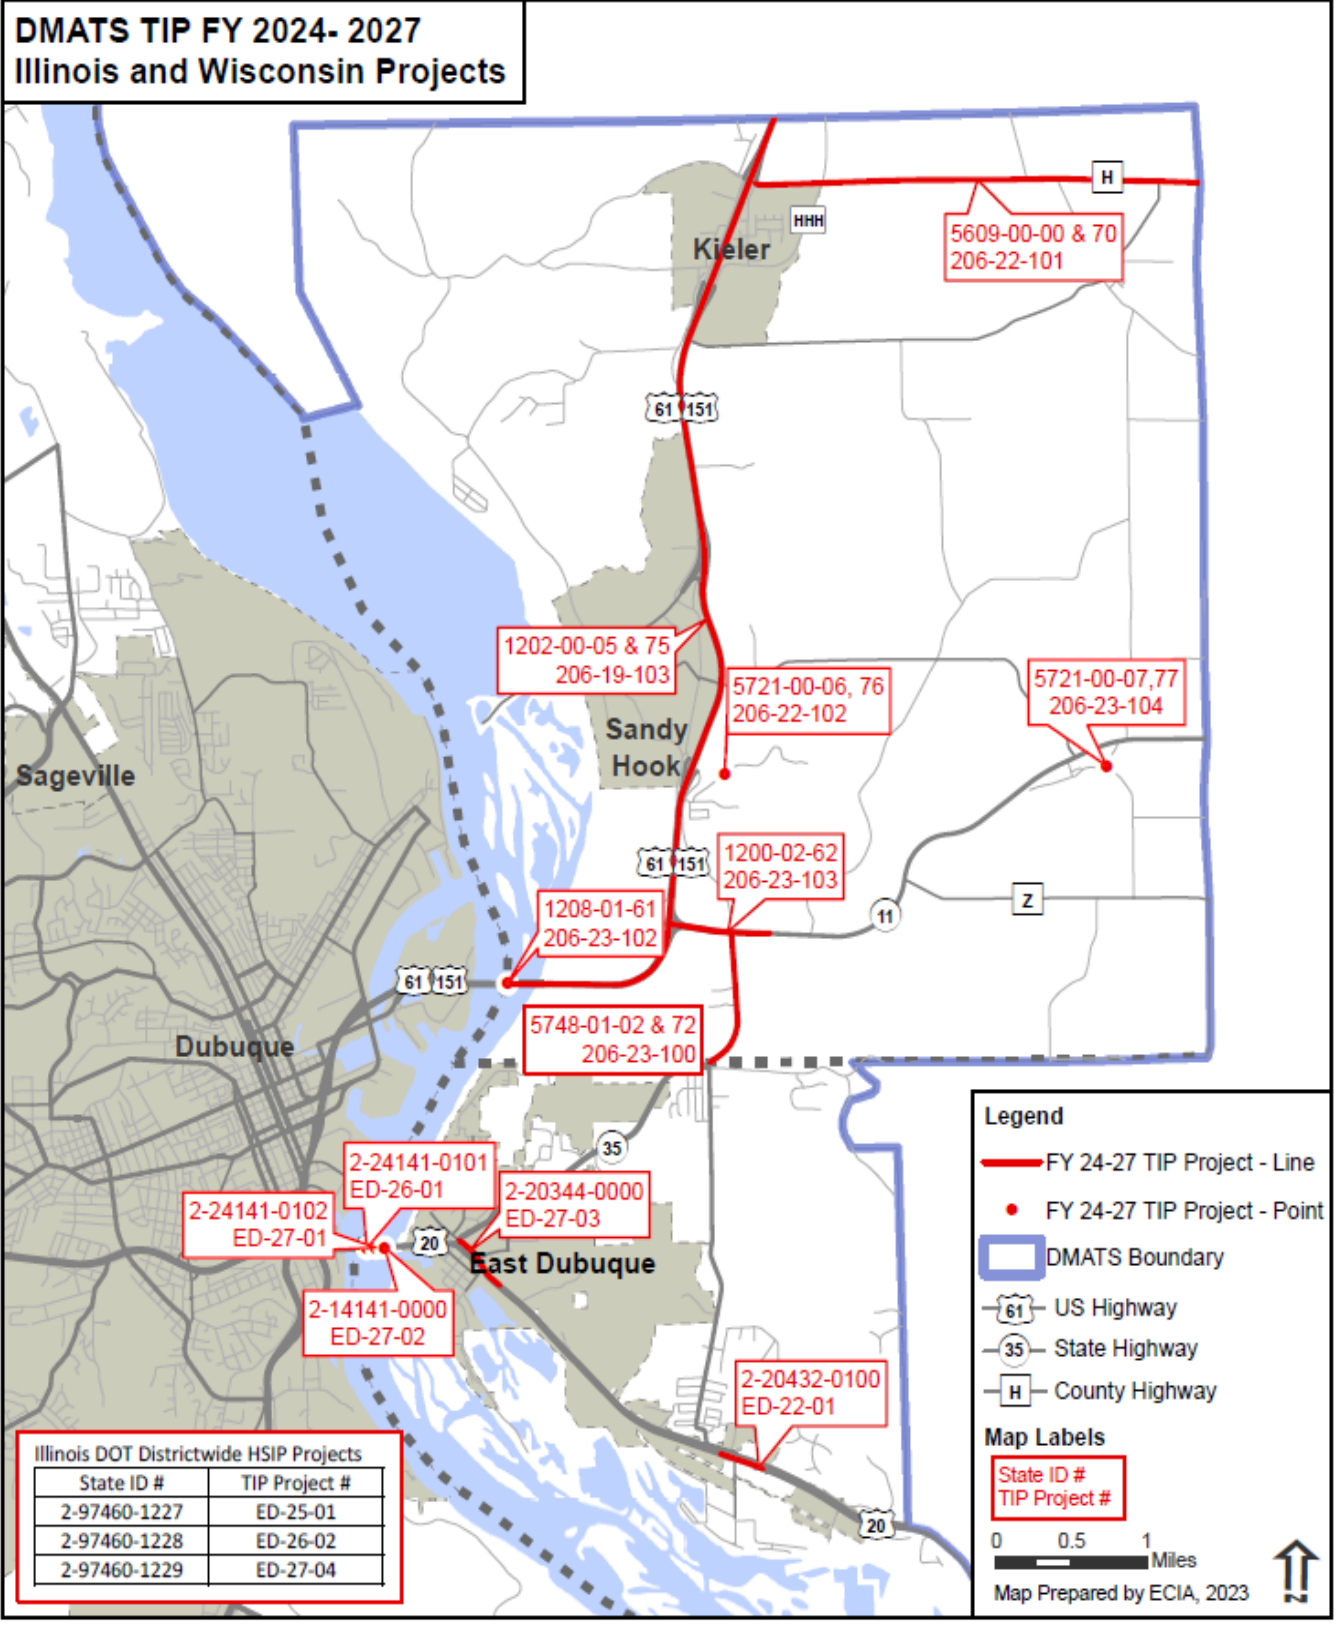 DMATS TIP FY 2024- 2027
Illinois and Wisconsin Projects
H
HHH
5609-00-00 & 70
206-22-101
Kieler
61 151
1202-00-05 & 75
206-19-103
5721-00-06, 76
206-22-102
5721-00-07,77
206-23-104
Sandy
Hook
Sageville
61 151
1200-02-62
206-23-103
Z
11
1208-01-61
206-23-102
61 151
5748-01-02 & 72
206-23-100
Dubuque
35
2-24141-0101
ED-26-01
2-20344-0000
ED-27-03
2-24141-0102
ED-27-01
20
East Dubuque
2-14141-0000
ED-27-02
2-20432-0100
ED-22-01
20
Illinois DOT Districtwide HSIP Projects
State ID # TIP Project #
2-97460-1227 ED-25-01
2-97460-1228 ED-26-02
2-97460-1229 ED-27-04
Legend
FY 24-27 TIP Project - Line
FY 24-27 TIP Project - Point
DMATS Boundary
61 US Highway
35 State Highway
H County Highway
Map Labels
State ID #
TIP Project #
0 0.5 1
Miles
Map Prepared by ECIA, 2023
N